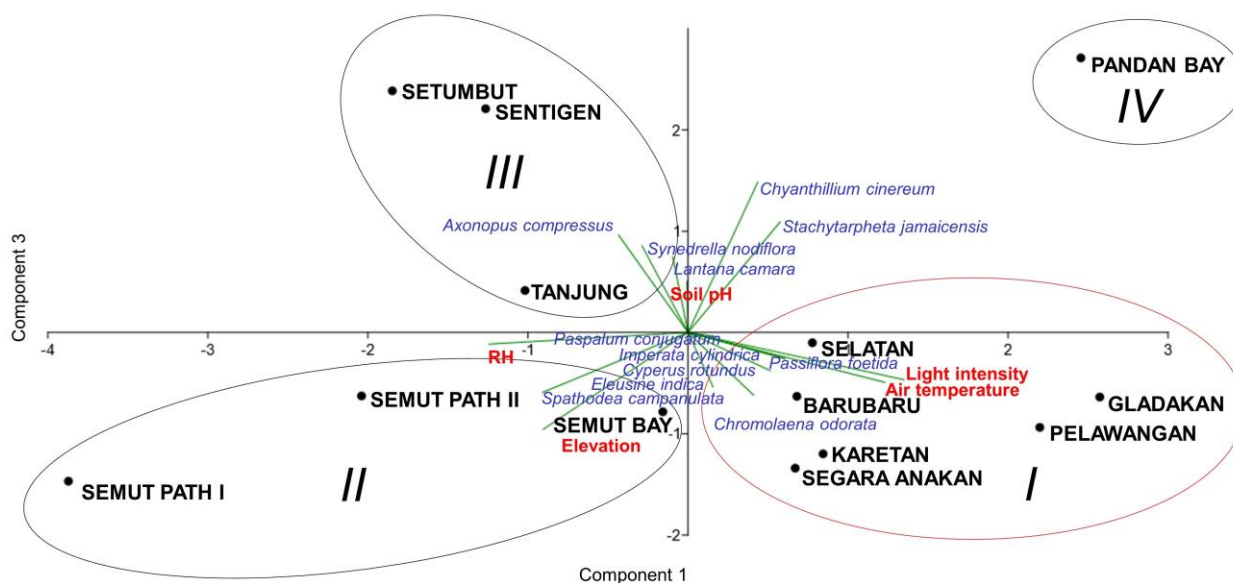 PANDAN BAY
IV
SETUMBUT
SENTIGEN
2
III
Chyanthillium cinereum
Axonopus compressus
Stachytarpheta jamaicensis
1
Synedrella nodiflora
Lantana camara
TANJUNG
Soil pH
Component 3
-4
-3
-2
-1
1
2
3
RH
Paspalum conjugatum
SELATAN
Imperata cylindrica
Passiflora foetida
Cyperus rotundus
Light intensity
Eleusine indica
Air temperature
Spathodea campanulata
SEMUT PATH II
BARUBARU
GLADAKAN
SEMUT BAY
Chromolaena odorata
PELAWANGAN
-1
Elevation
KARETAN
SEGARA ANAKAN
SEMUT PATH I
II
I
-2
Component 1